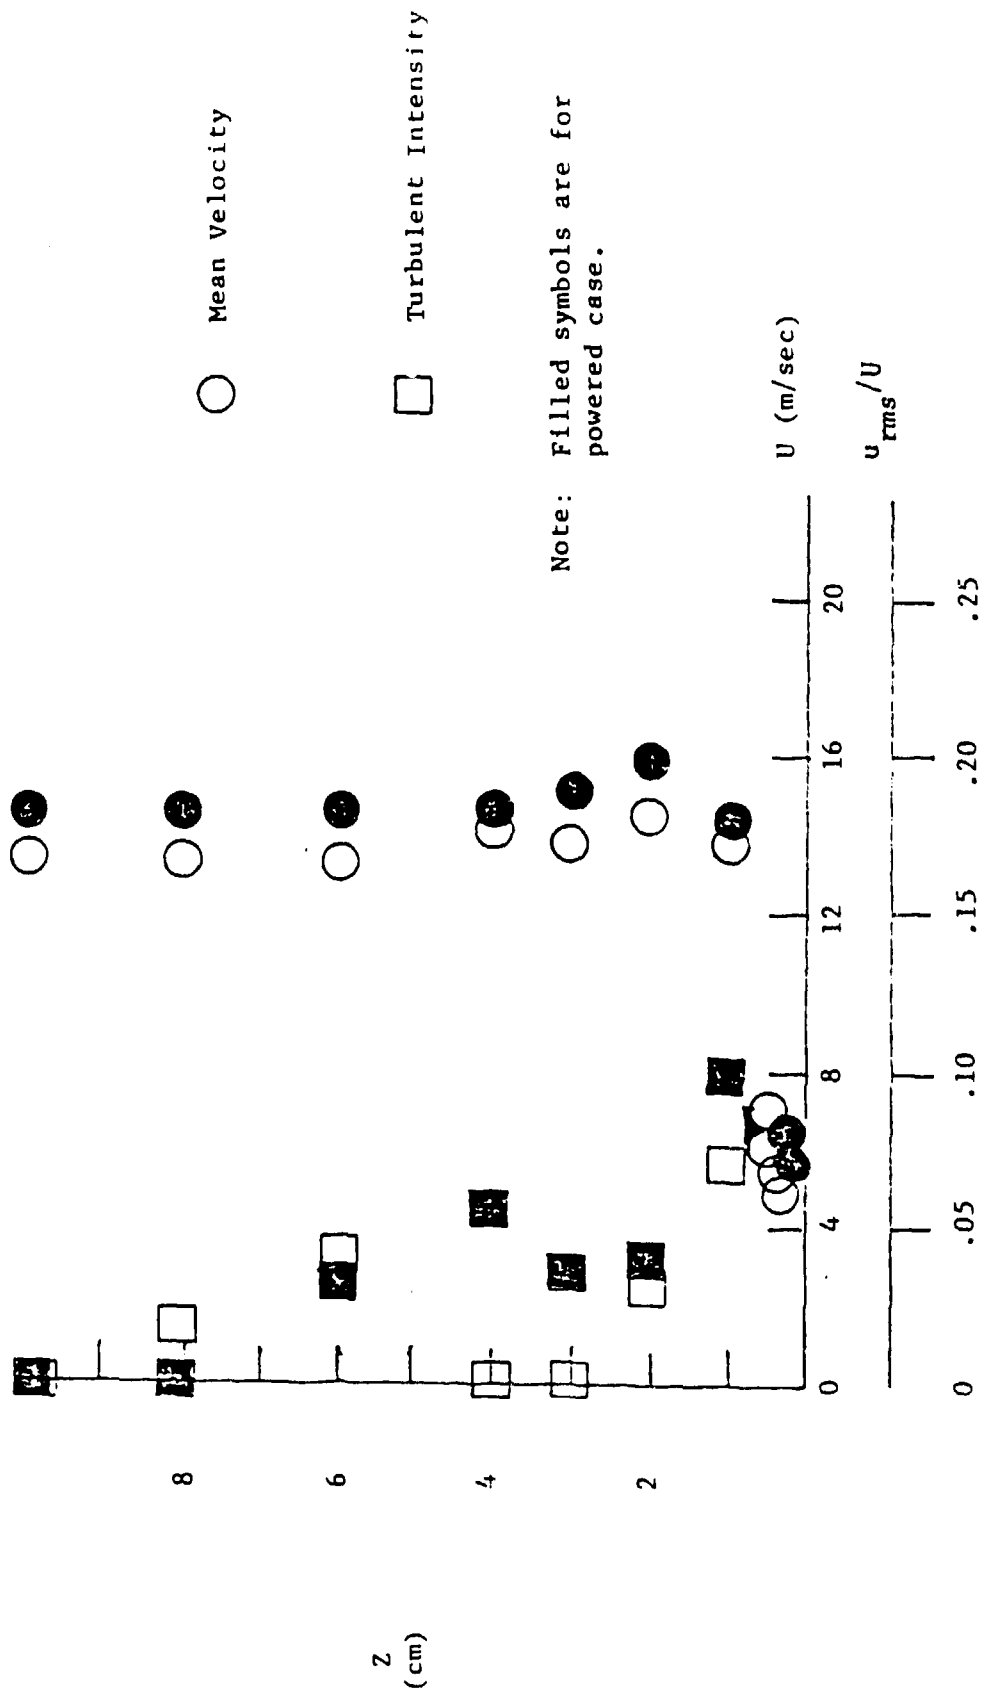 Mean Velocity
Turbulent Intensity
Note: Filled symbols are for
powered case.
Z
(cm)
8
6
4
2
0
4
8
12
16
20
U (m/sec)
0
.05
.10
.15
.20
.25
u rms/U